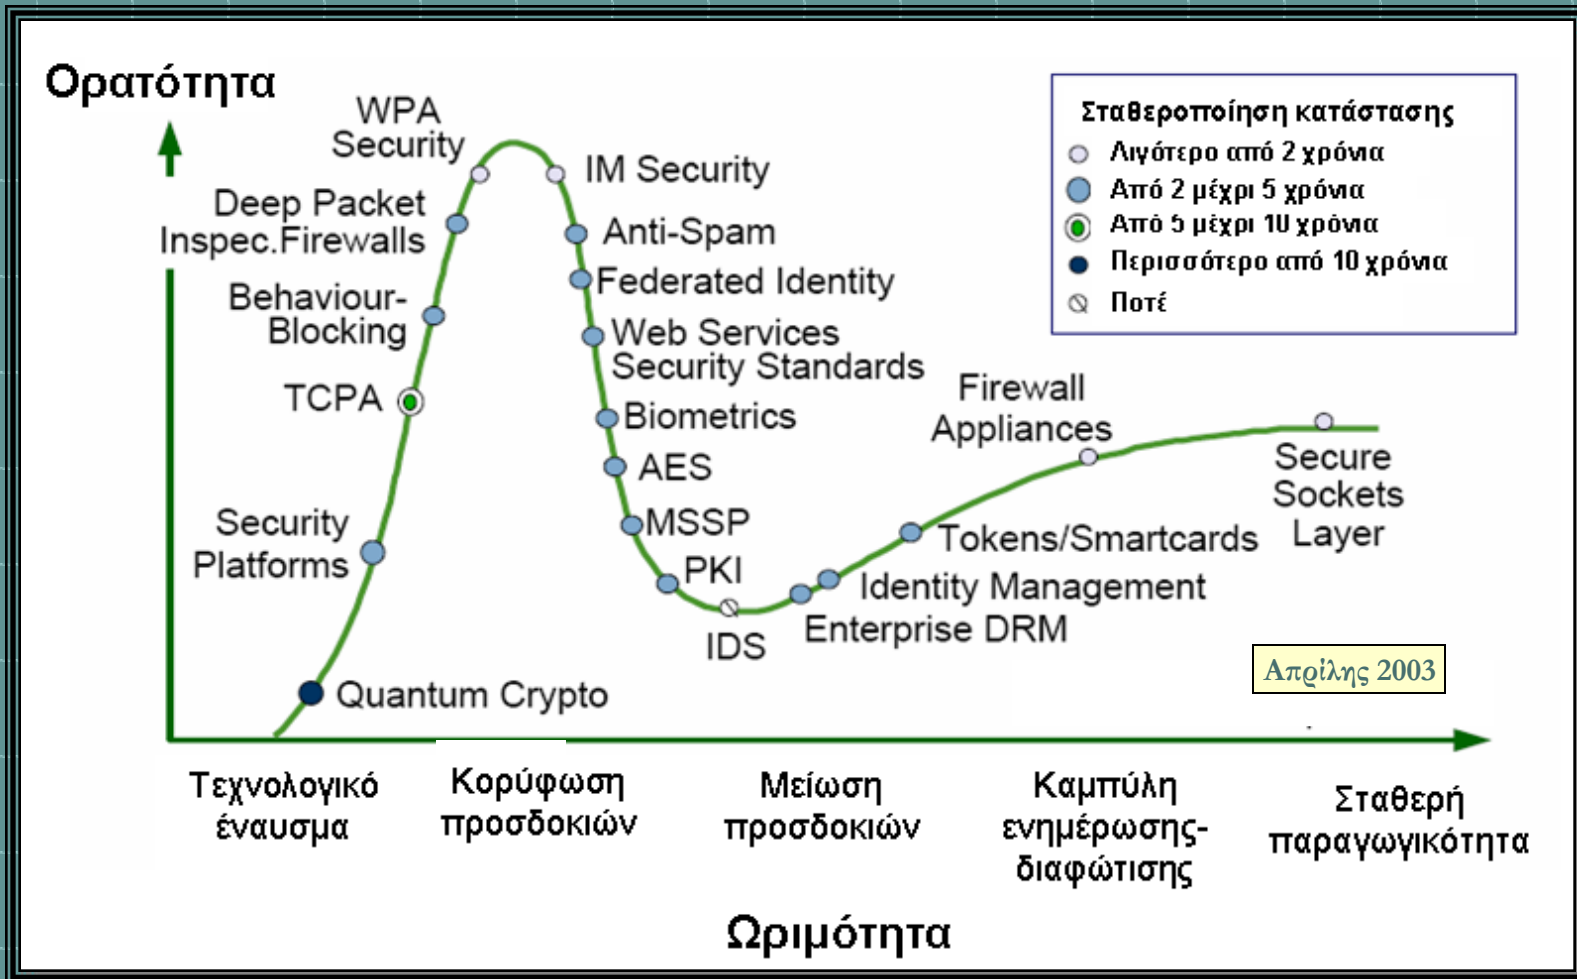 Ορατότητα
WPA
Security
IM Security
Deep Packet
Inspec.Firewalls
Anti-Spam
Federated Identity
Behaviour-
Blocking
Web Services
Security Standards
TCPA
Biometrics
AES
Security
Platforms
MSSP
PKI
IDS
Quantum Crypto
Enterprise DRM
Identity Management
Tokens/Smartcards
Firewall
Appliances
Secure
Sockets
Layer
Σταθεροποίηση κατάστασης
Λιγότερο από 2 χρόνια
Από 2 μέχρι 5 χρόνια
Από 5 μέχρι 10 χρόνια
Περισσότερο από 10 χρόνια
Ποτέ
Απρίλης 2003
Τεχνολογικό
έναυσμα
Κορύφωση
προσδοκιών
Μείωση
προσδοκιών
Καμπύλη
ενημέρωσης-
διαφώτισης
Σταθερή
παραγωγικότητα
Ωριμότητα